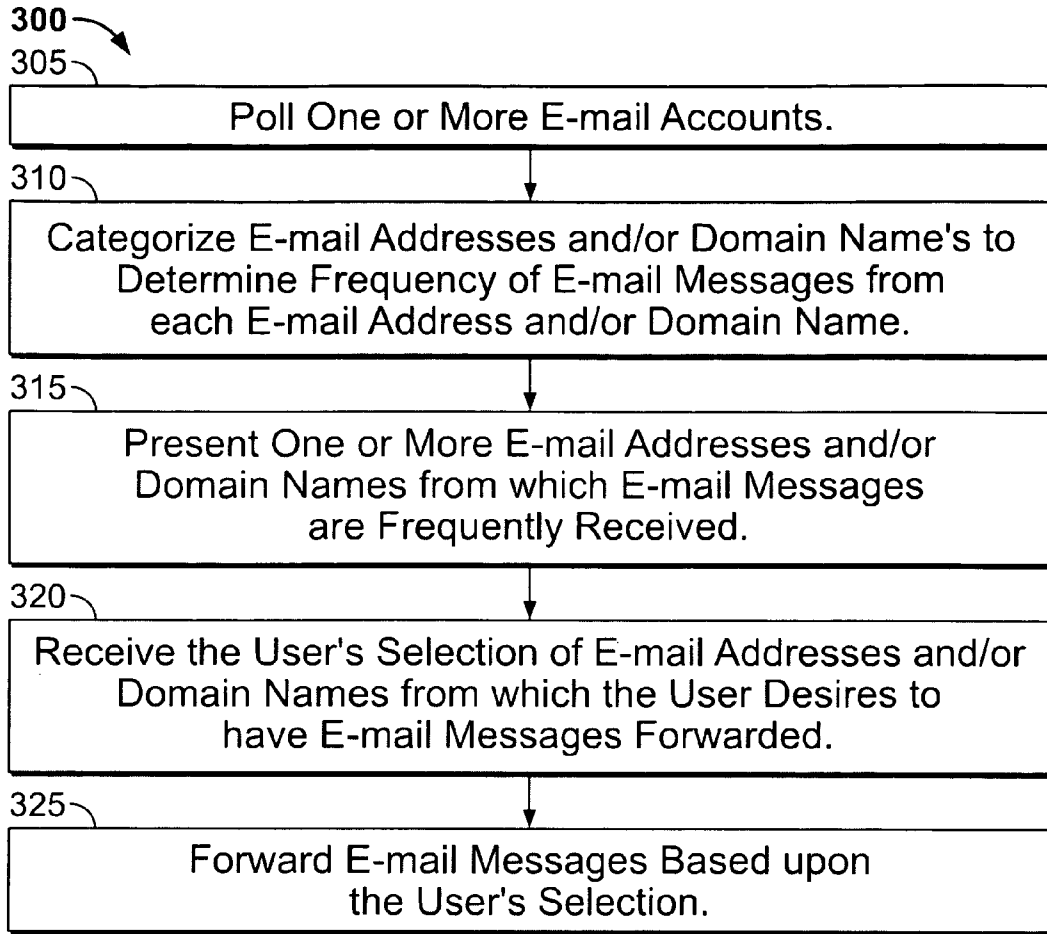 300
305
Poll One or More E-mail Accounts.
310
Categorize E-mail Addresses and/or Domain Name's to
Determine Frequency of E-mail Messages from
each E-mail Address and/or Domain Name.
315
Present One or More E-mail Addresses and/or
Domain Names from which E-mail Messages
are Frequently Received.
320
Receive the User's Selection of E-mail Addresses and/or
Domain Names from which the User Desires to
have E-mail Messages Forwarded.
325
Forward E-mail Messages Based upon
the User's Selection.